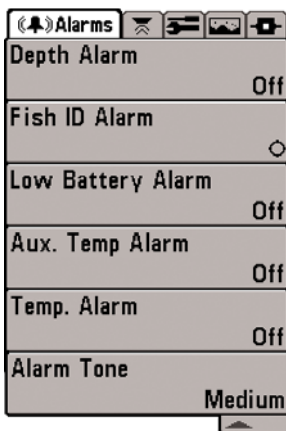 Alarms
Depth Alarm
Off
Fish ID Alarm
Low Battery Alarm
Off
Aux. Temp Alarm
Off
Temp. Alarm
Off
Alarm Tone
Medium